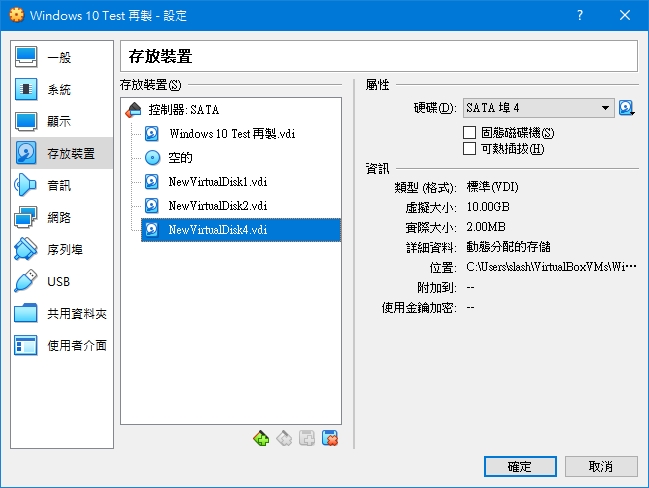 Windows 10 Test 再製 - 設定
一般
系統
顯示
存放裝置
音訊
網路
序列埠
USB
共用資料夾
使用者介面
存放裝置
存放裝置(S)
控制器: SATA
Windows 10 Test 再製.vdi
空的
NewVirtualDisk1.vdi
NewVirtualDisk2.vdi
NewVirtualDisk4.vdi
屬性
硬碟(D): SATA 埠 4
固態磁碟機(S)
可熱插拔(H)
資訊
類型 (格式): 標準(VDI)
虛擬大小: 10.00GB
實際大小: 2.00MB
詳細資料: 動態分配的存儲
位置: C:\Users\slash\VirtualBoxVMs\Wi⋯
附加到: --
使用金鑰加密: --
確定
取消